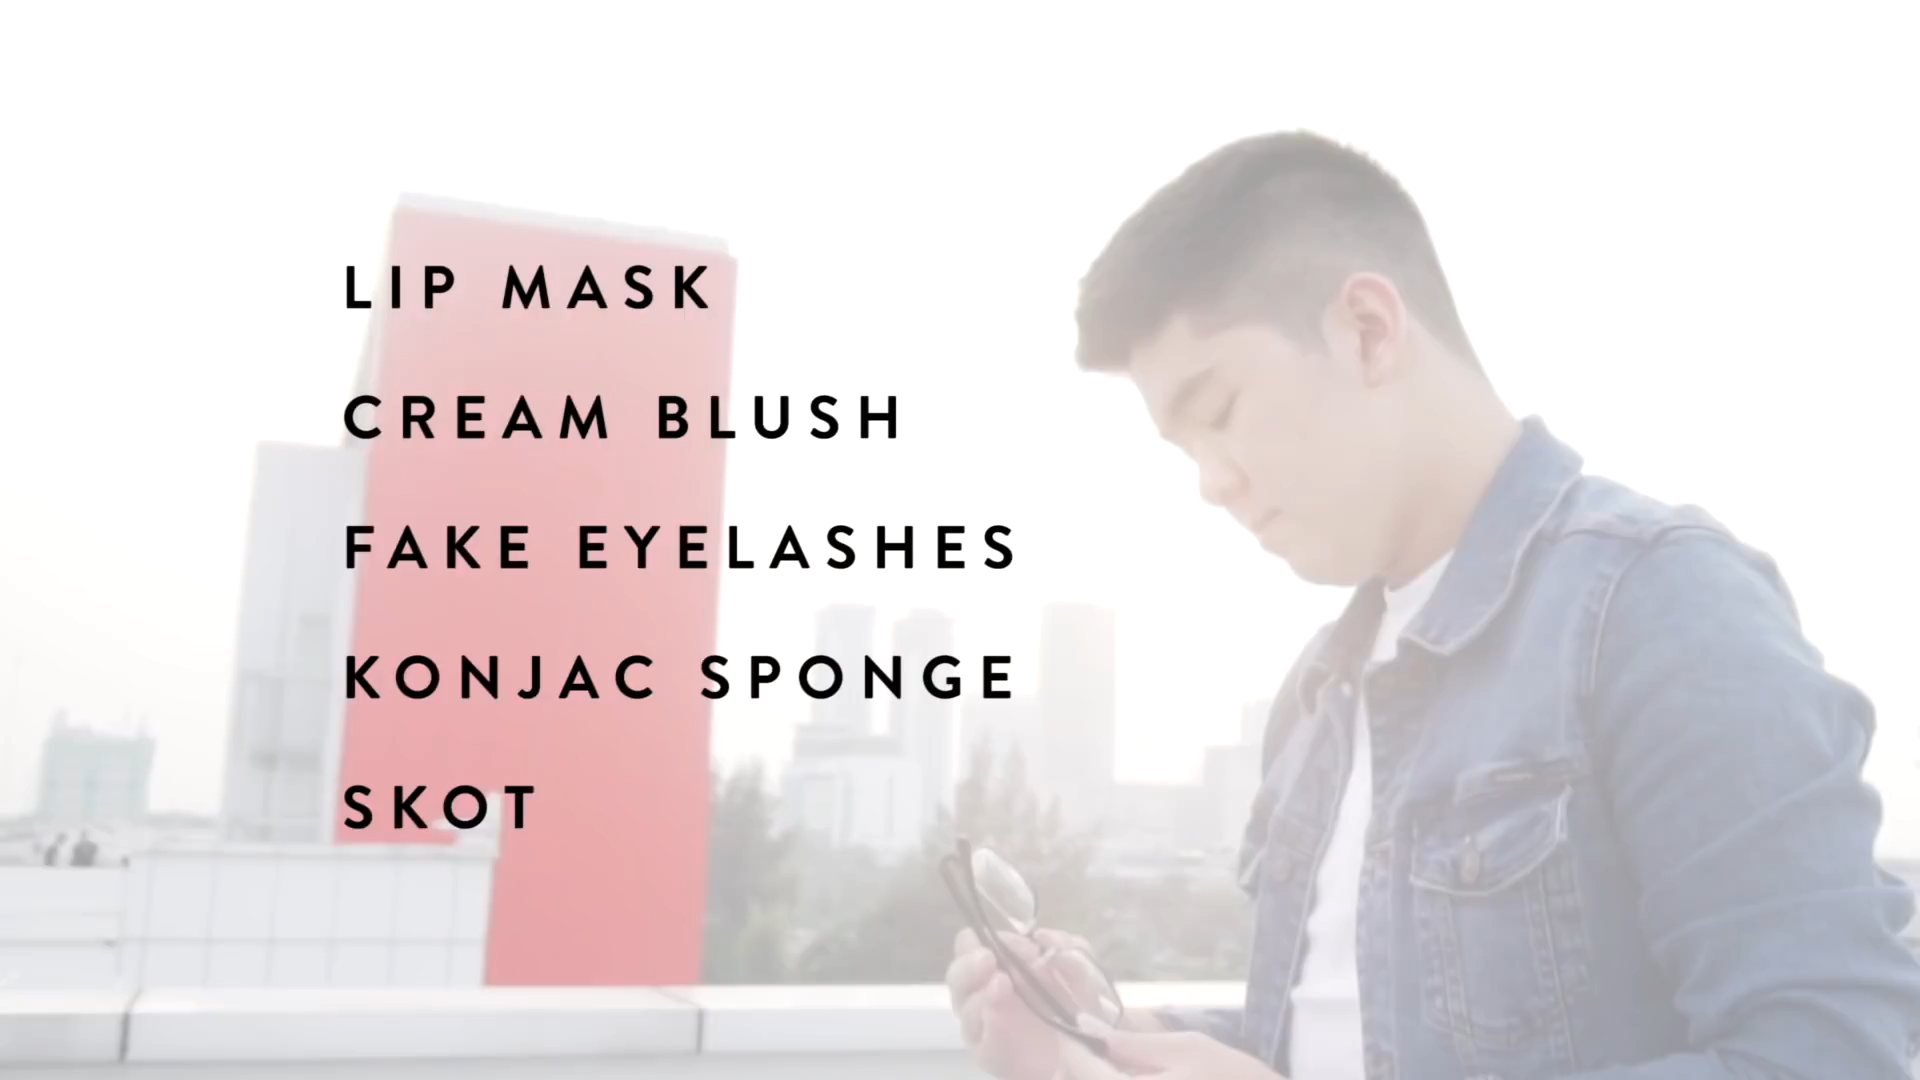 LIP MASK
CREAM BLUSH
FAKE EYELASHES
KONJAC SPONGE
SKOT